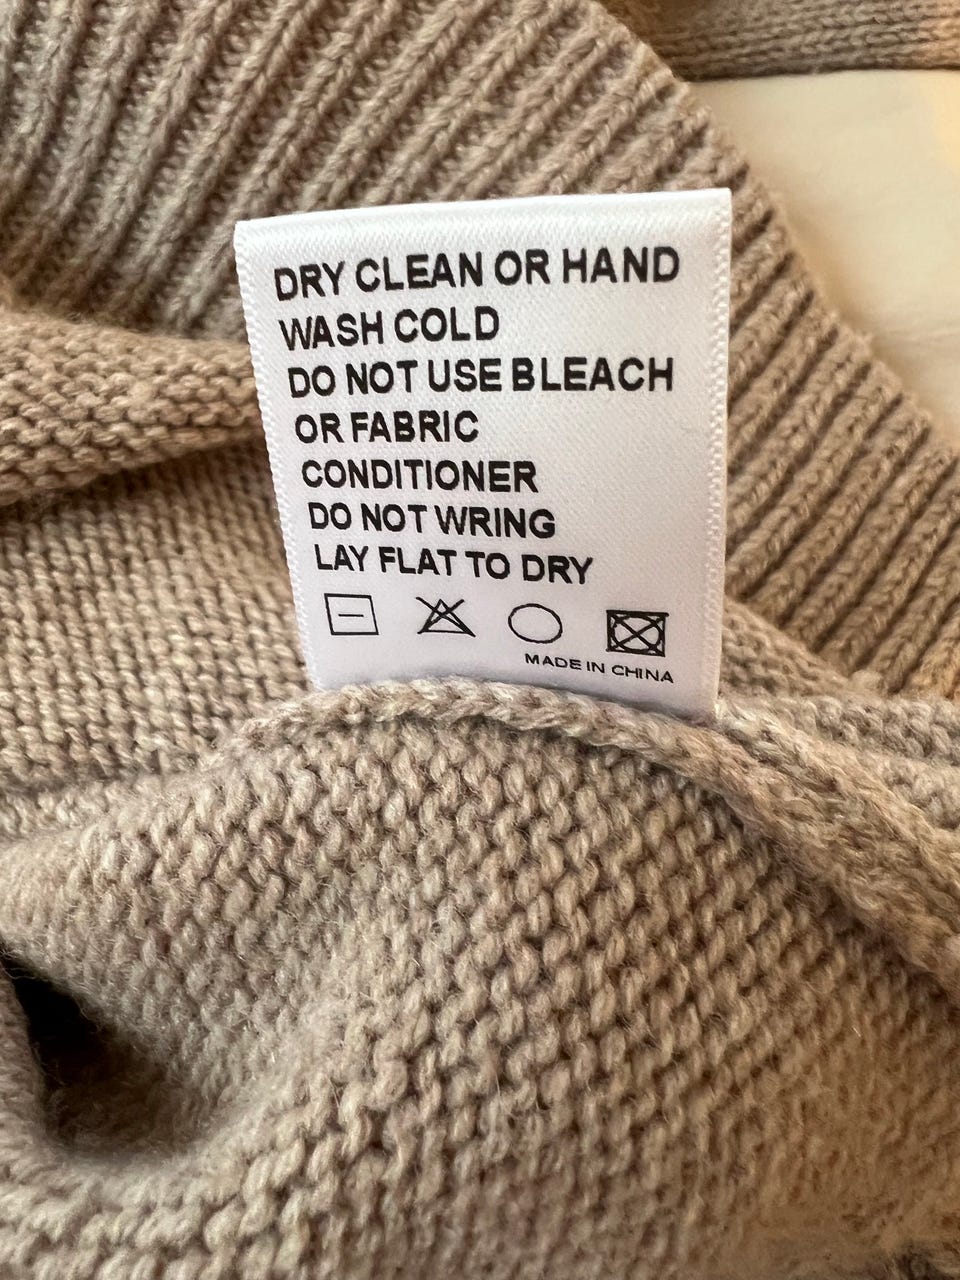 DRY CLEAN OR HAND
WASH COLD
DO NOT USE BLEACH
OR FABRIC
CONDITIONER
DO NOT WRING
LAY FLAT TO DRY
MADE IN CHINA